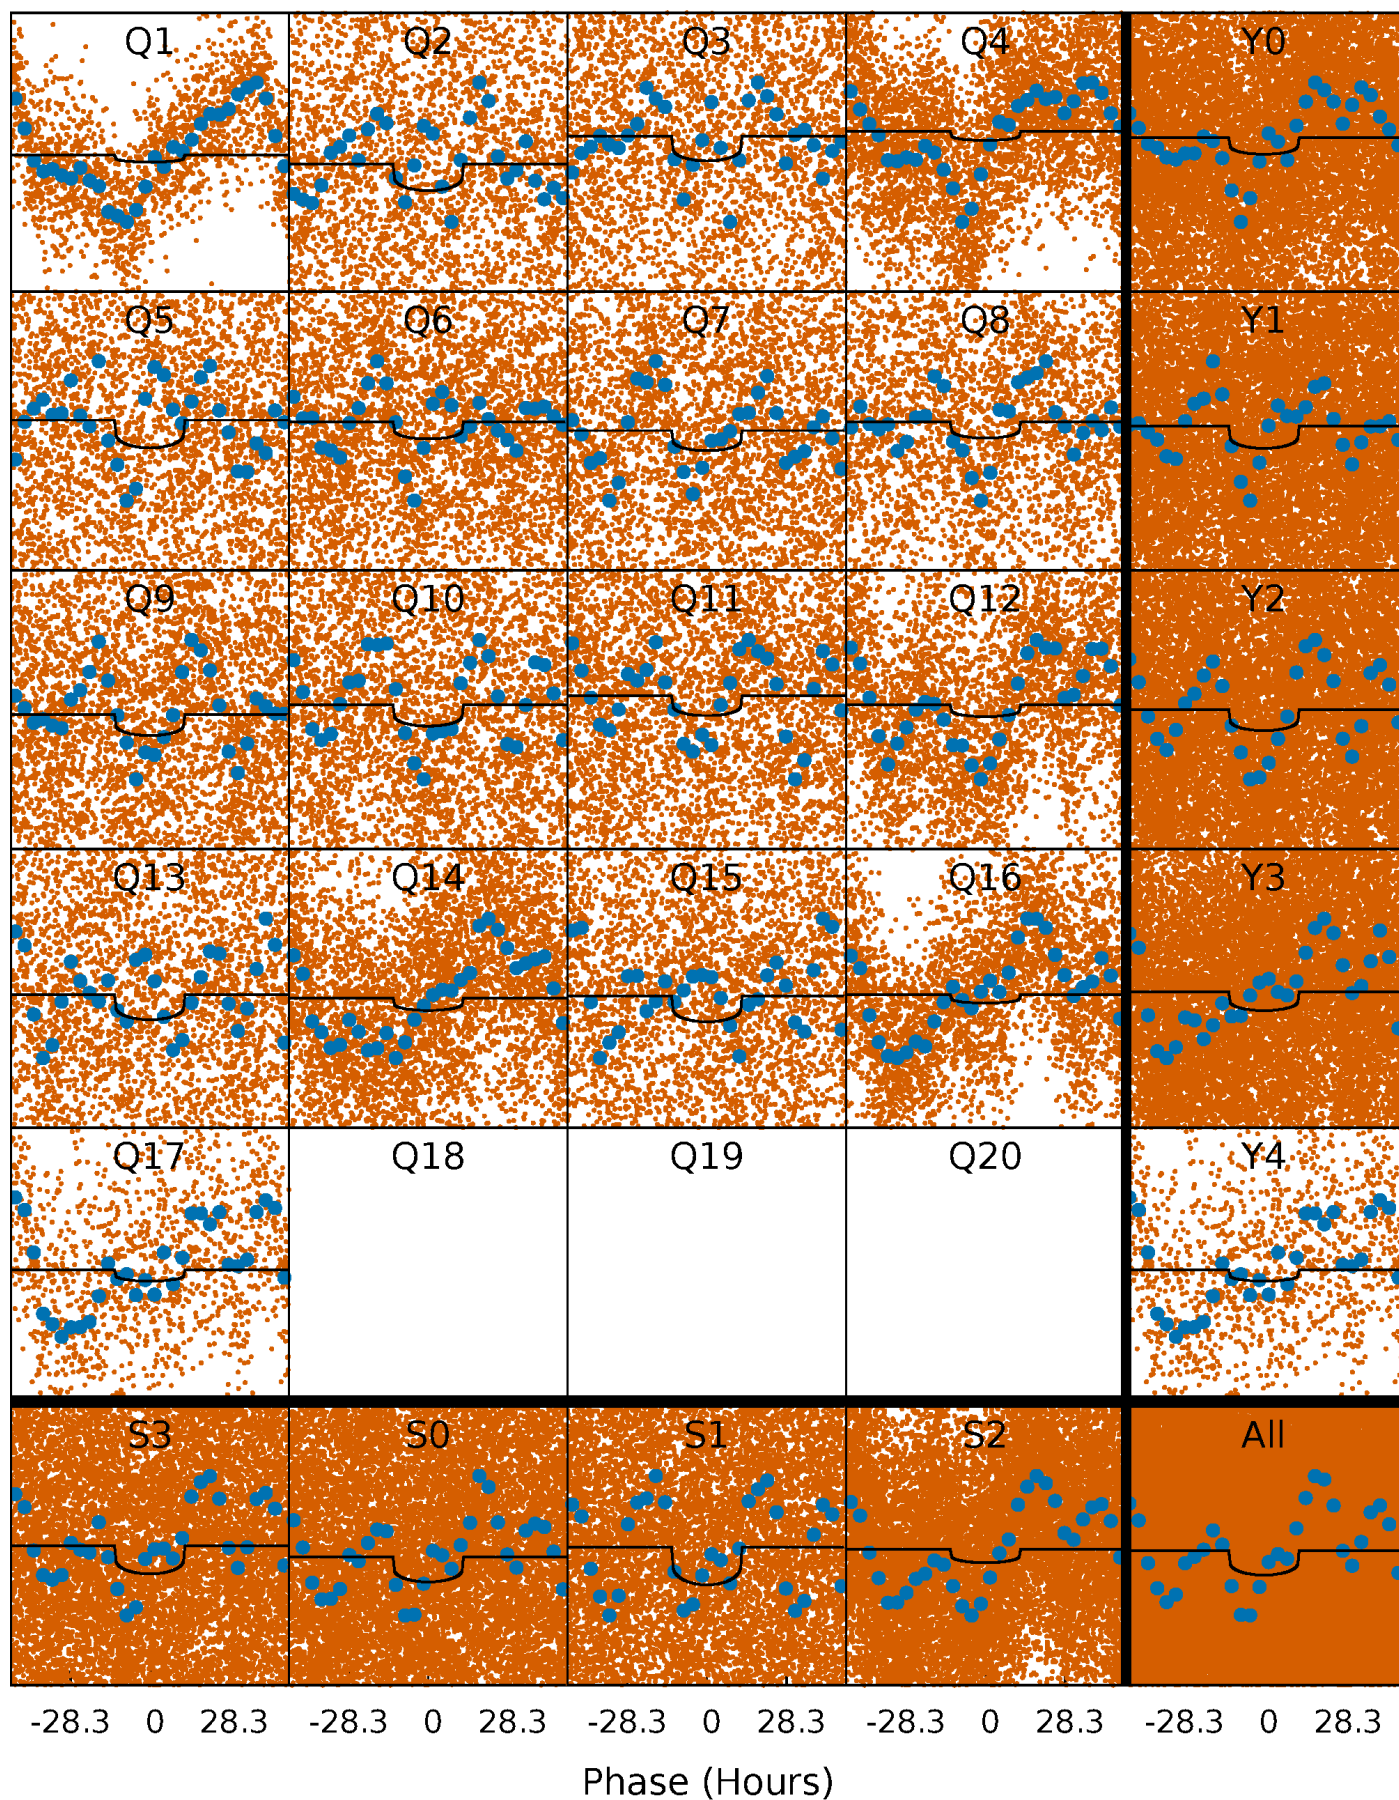 Q1 Q2 Q3 Q4 Y0
Q5 Q6 Q7 Q8 Y1
Q9 Q10 Q11 Q12 Y2
Q13 Q14 Q15 Q16 Y3
Q17 Q18 Q19 Q20 Y4
S3 S0 S1 S2 All
-28.3 0 28.3 -28.3 0 28.3 -28.3 0 28.3 -28.3 0 28.3 -28.3 0 28.3
Phase (Hours)